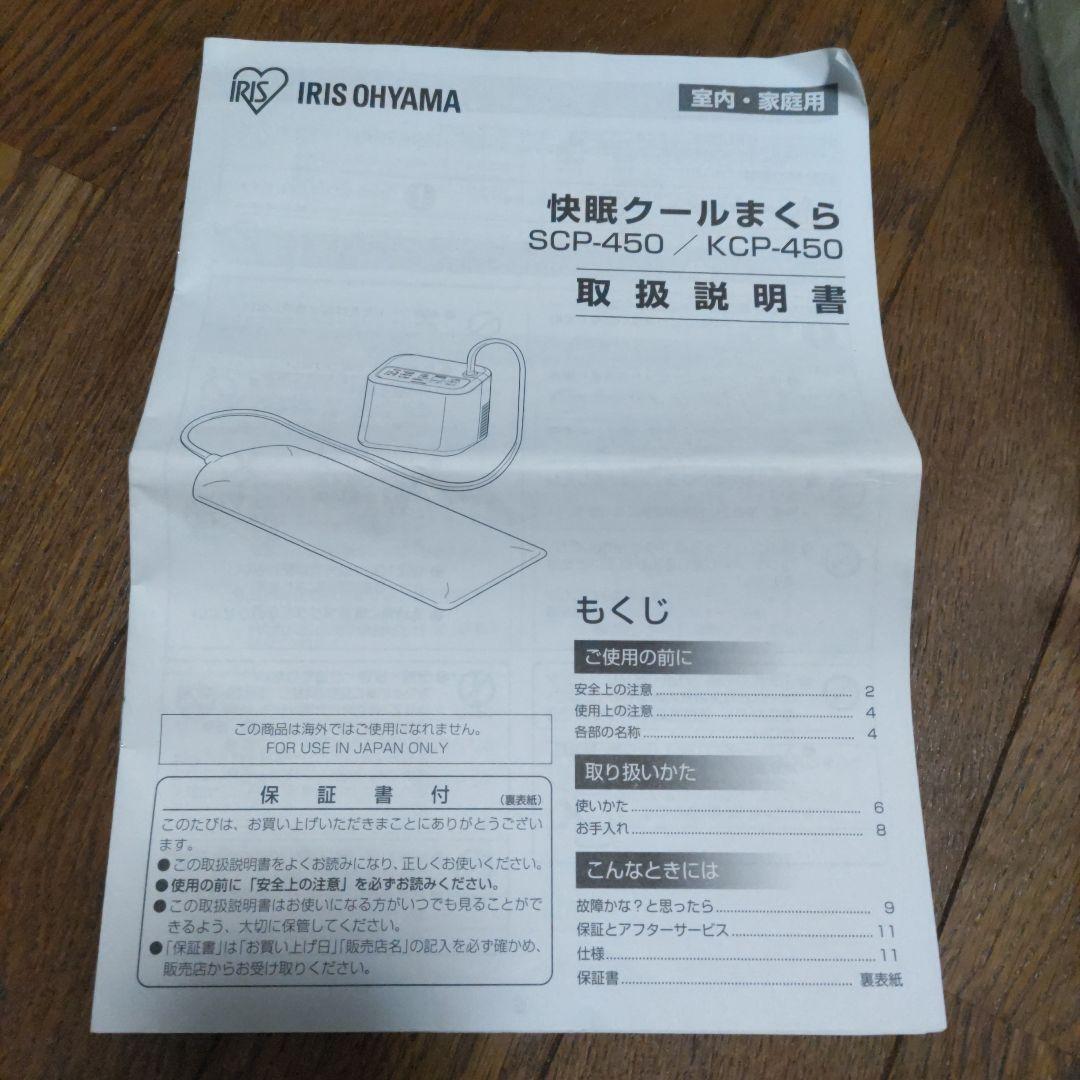 IRIS
IRIS OHYAMA
室内・家庭用
快眠クールまくら
SCP-450 ／ KCP-450
取扱説明書
もくじ
ご使用の前に
安全上の注意 2
使用上の注意 4
各部の名称 4
取り扱いかた
使いかた 6
お手入れ 8
こんなときには
故障かな？と思ったら 9
保証とアフターサービス 11
仕様 11
保証書 裏表紙
この商品は海外ではご使用になれません。
FOR USE IN JAPAN ONLY
保証書付（裏表紙）
このたびは、お買い上げいただきまことにありがとうござい
ます。
●この取扱説明書をよくお読みになり、正しくお使いください。
●使用の前に「安全上の注意」を必ずお読みください。
●この取扱説明書はお使いになる方がいつでも見ることがで
きるよう、大切に保管してください。
●「保証書」は「お買い上げ日」「販売店名」の記入を必ず確かめ、
販売店からお受け取りください。